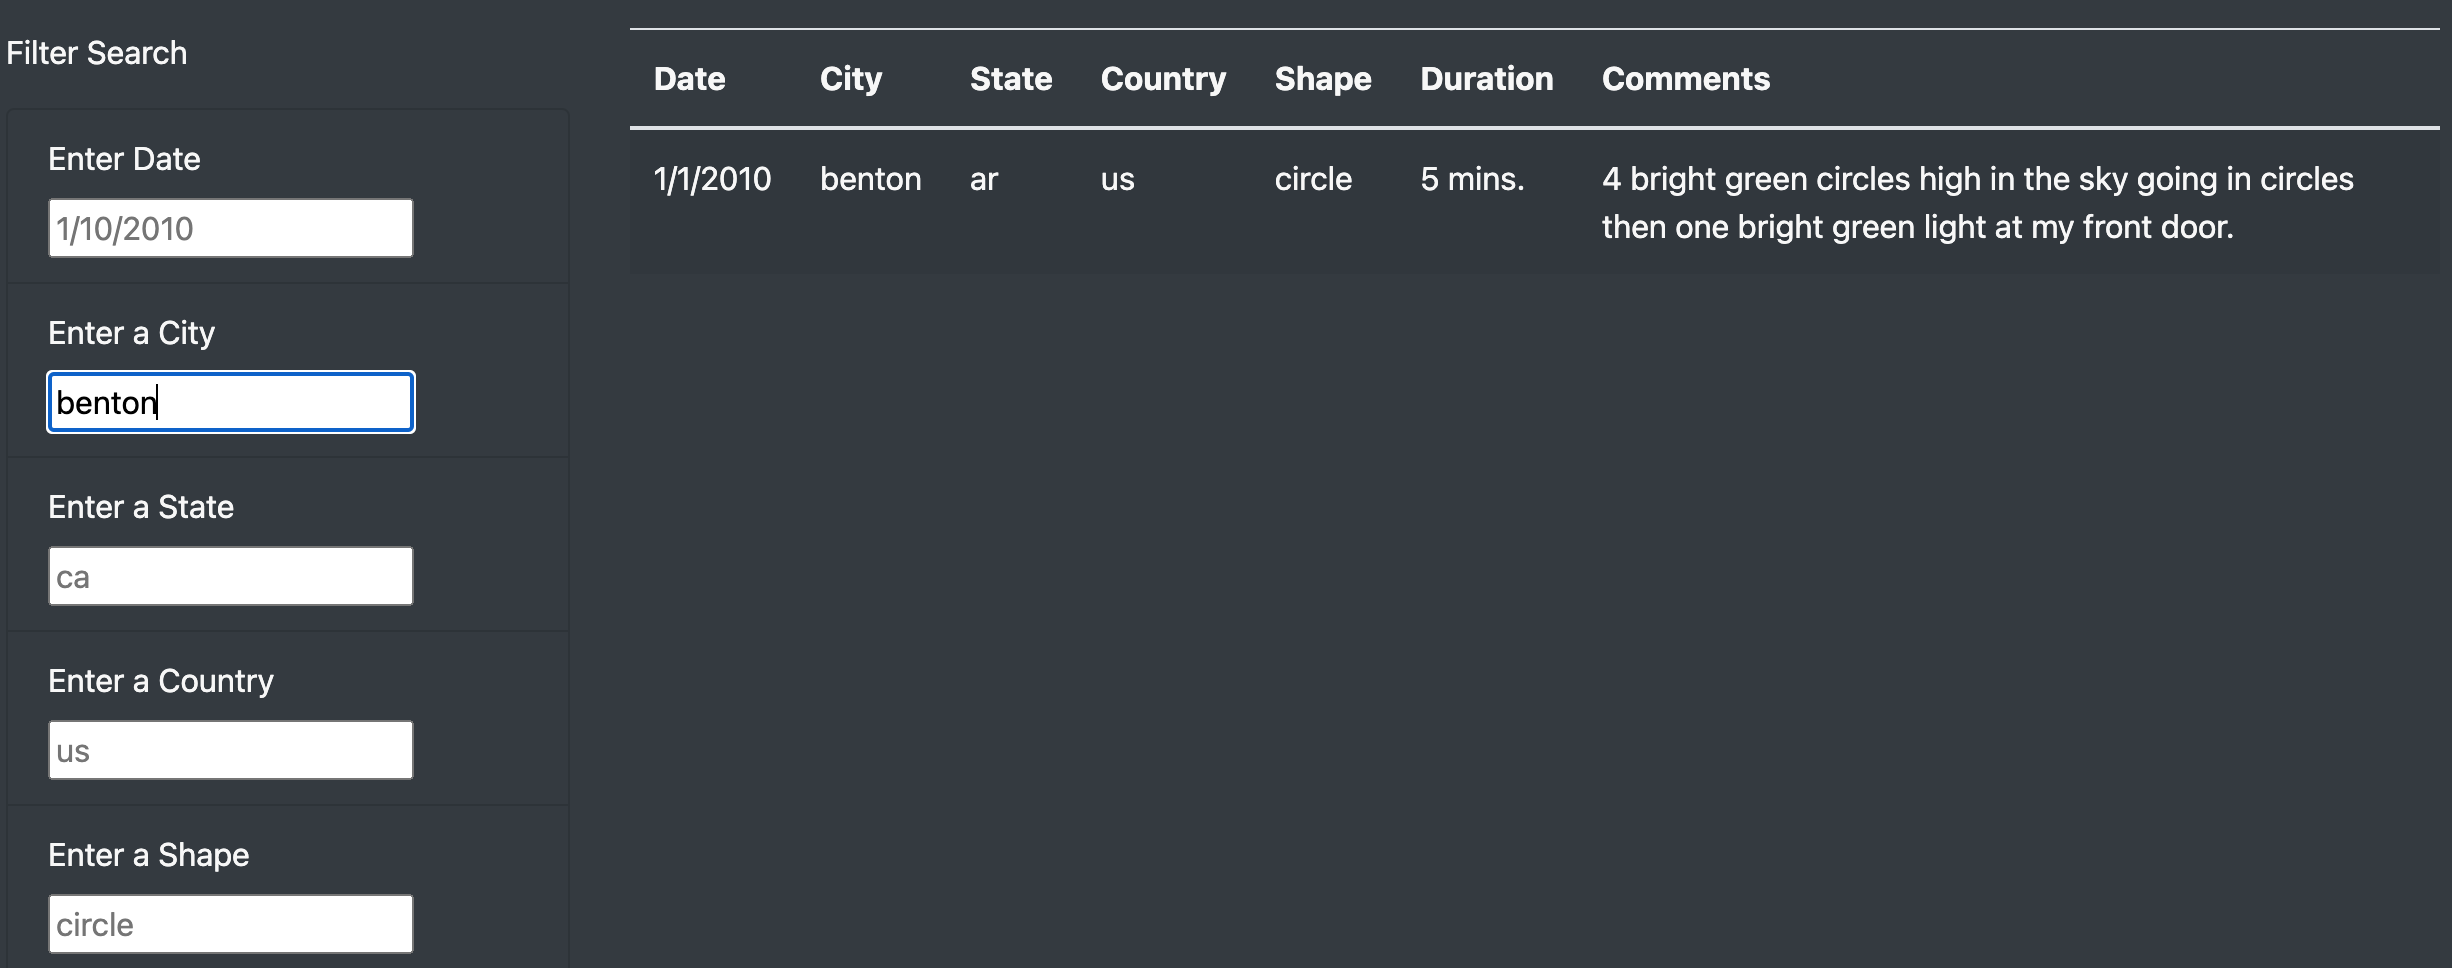 Filter Search
Enter Date
1/10/2010
Enter a City
benton
Enter a State
ca
Enter a Country
us
Enter a Shape
circle
Date City State Country Shape Duration Comments
1/1/2010 benton ar us circle 5 mins. 4 bright green circles high in the sky going in circles
then one bright green light at my front door.